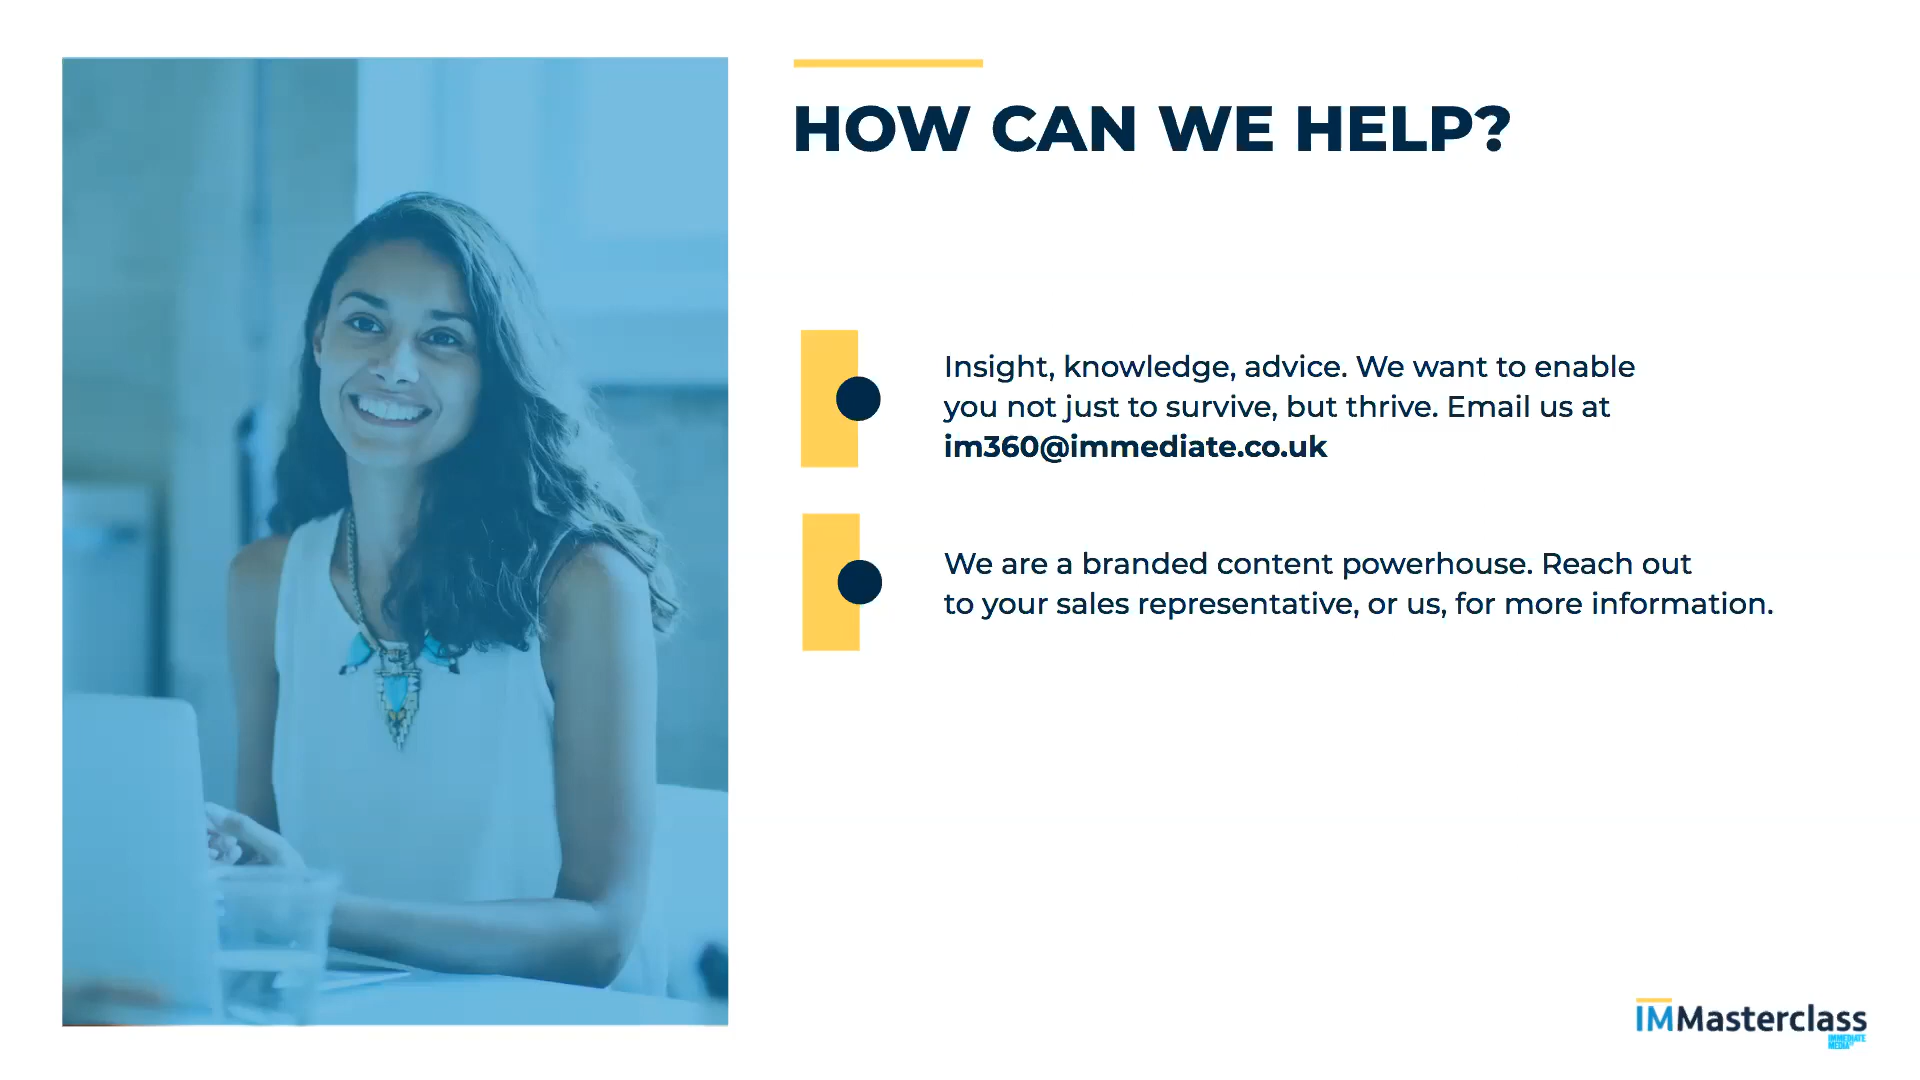 HOW CAN WE HELP?
Insight, knowledge, advice. We want to enable
you not just to survive, but thrive. Email us at
im360@immediate.co.uk
We are a branded content powerhouse. Reach out
to your sales representative, or us, for more information.
IMMasterclass
IMMEDIATE
MEDIA